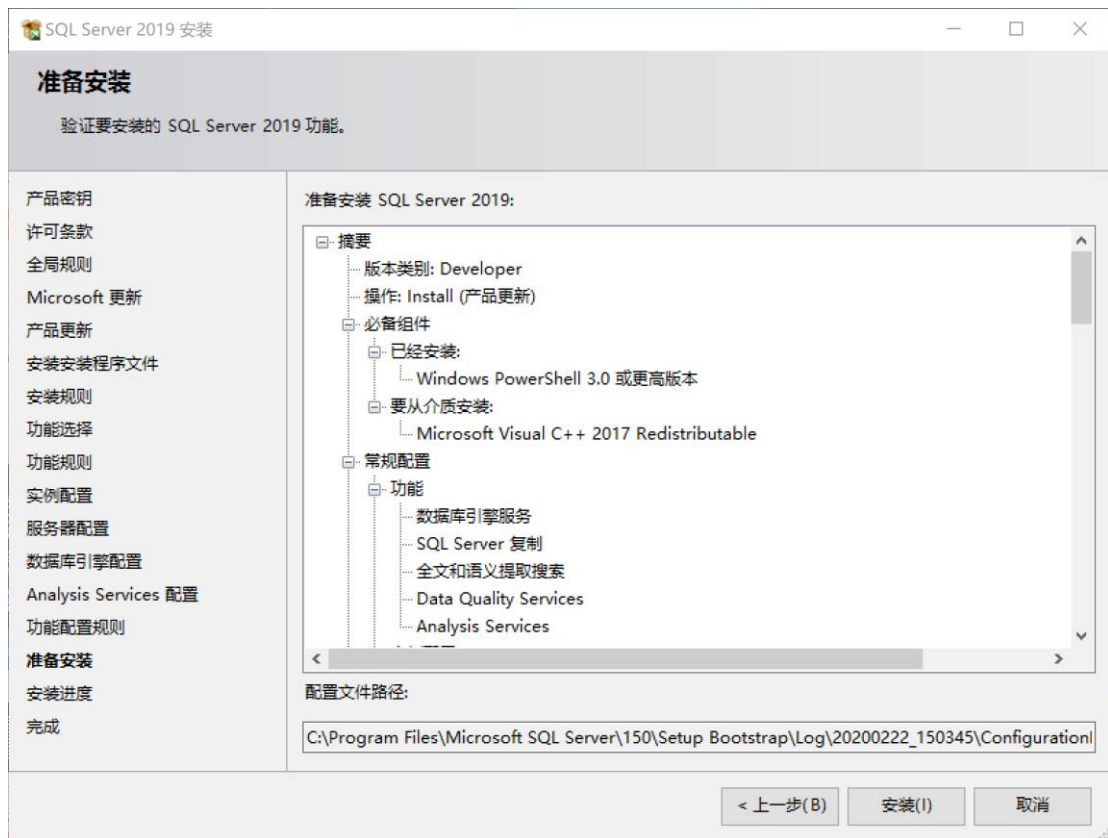 SQL Server 2019 安装
准备安装
验证要安装的 SQL Server 2019 功能。
产品密钥
许可条款
全局规则
Microsoft 更新
产品更新
安装安装程序文件
安装规则
功能选择
功能规则
实例配置
服务器配置
数据库引擎配置
Analysis Services 配置
功能配置规则
准备安装
安装进度
完成
准备安装 SQL Server 2019:
摘要
版本类别: Developer
操作: Install (产品更新)
必备组件
已经安装:
Windows PowerShell 3.0 或更高版本
要从介质安装:
Microsoft Visual C++ 2017 Redistributable
常规配置
功能
数据库引擎服务
SQL Server 复制
全文和语义提取搜索
Data Quality Services
Analysis Services
配置文件路径:
C:\Program Files\Microsoft SQL Server\150\Setup Bootstrap\Log\20200222_150345\Configuration
< 上一步(B)
安装(I)
取消